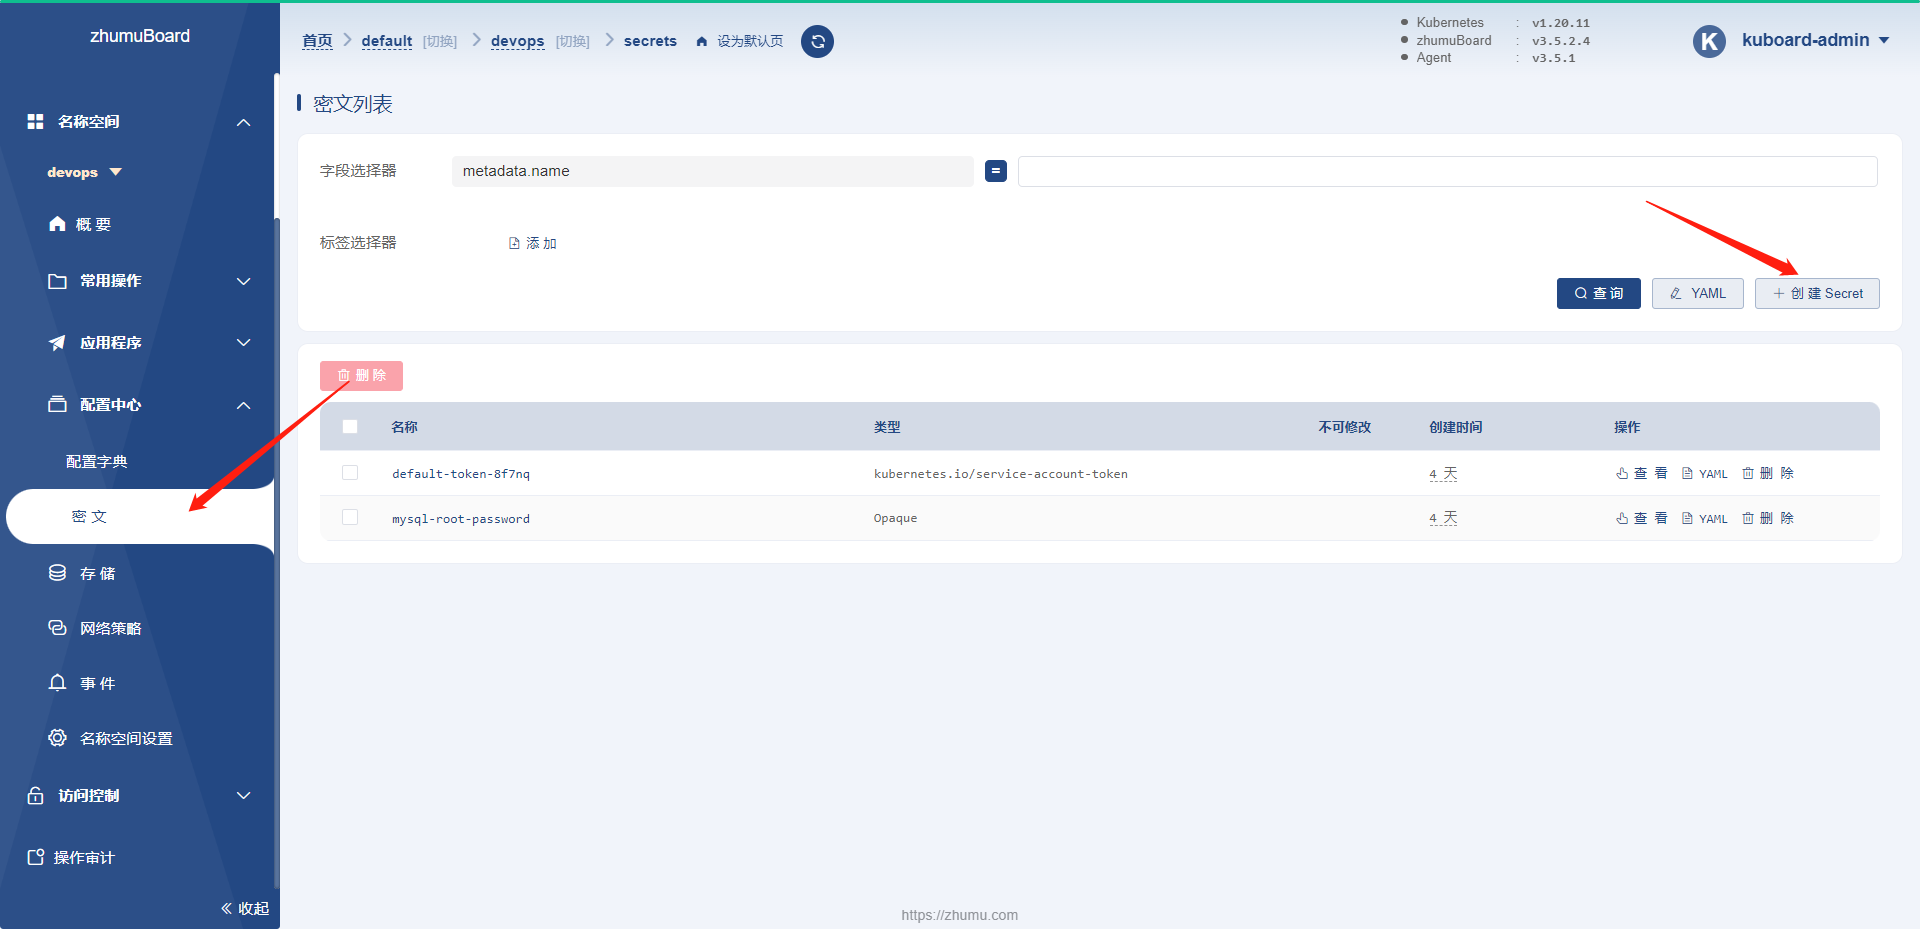 zhumuBoard
名称空间
devops
概 要
常用操作
应用程序
配置中心
配置字典
密 文
存 储
网络策略
事 件
名称空间设置
访问控制
操作审计
收起
首页 default [切换] devops [切换] secrets 设为默认页
Kubernetes : v1.20.11
zhumuBoard : v3.5.2.4
Agent : v3.5.1
K kuboard-admin
密文列表
字段选择器 metadata.name =
标签选择器 添 加
查 询 YAML 创 建 Secret
删 除
名称 类型 不可修改 创建时间 操作
default-token-8f7nq kubernetes.io/service-account-token 4 天 查 看 YAML 删 除
mysql-root-password Opaque 4 天 查 看 YAML 删 除
https://zhumu.com